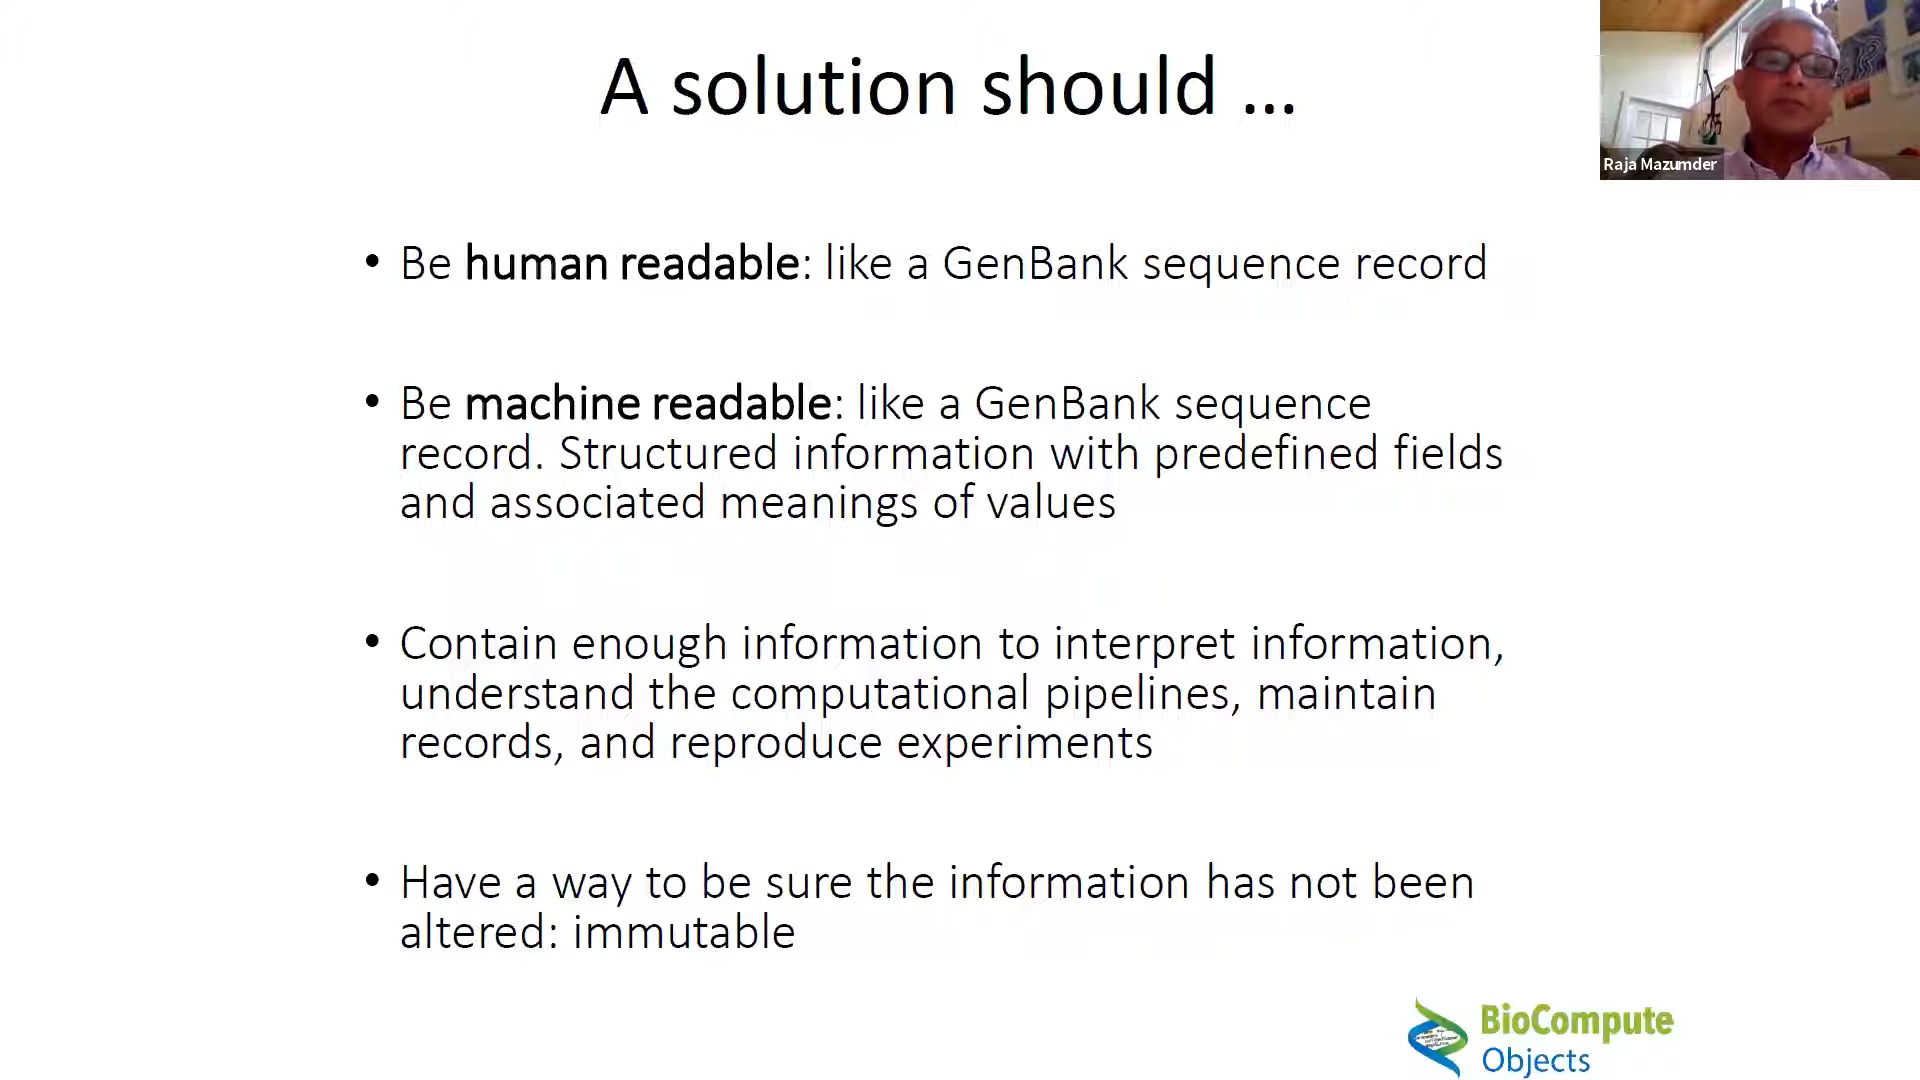 A solution should ...
Raja Mazumder
• Be human readable: like a GenBank sequence record
• Be machine readable: like a GenBank sequence
record. Structured information with predefined fields
and associated meanings of values
• Contain enough information to interpret information,
understand the computational pipelines, maintain
records, and reproduce experiments
• Have a way to be sure the information has not been
altered: immutable
BioCompute
Objects